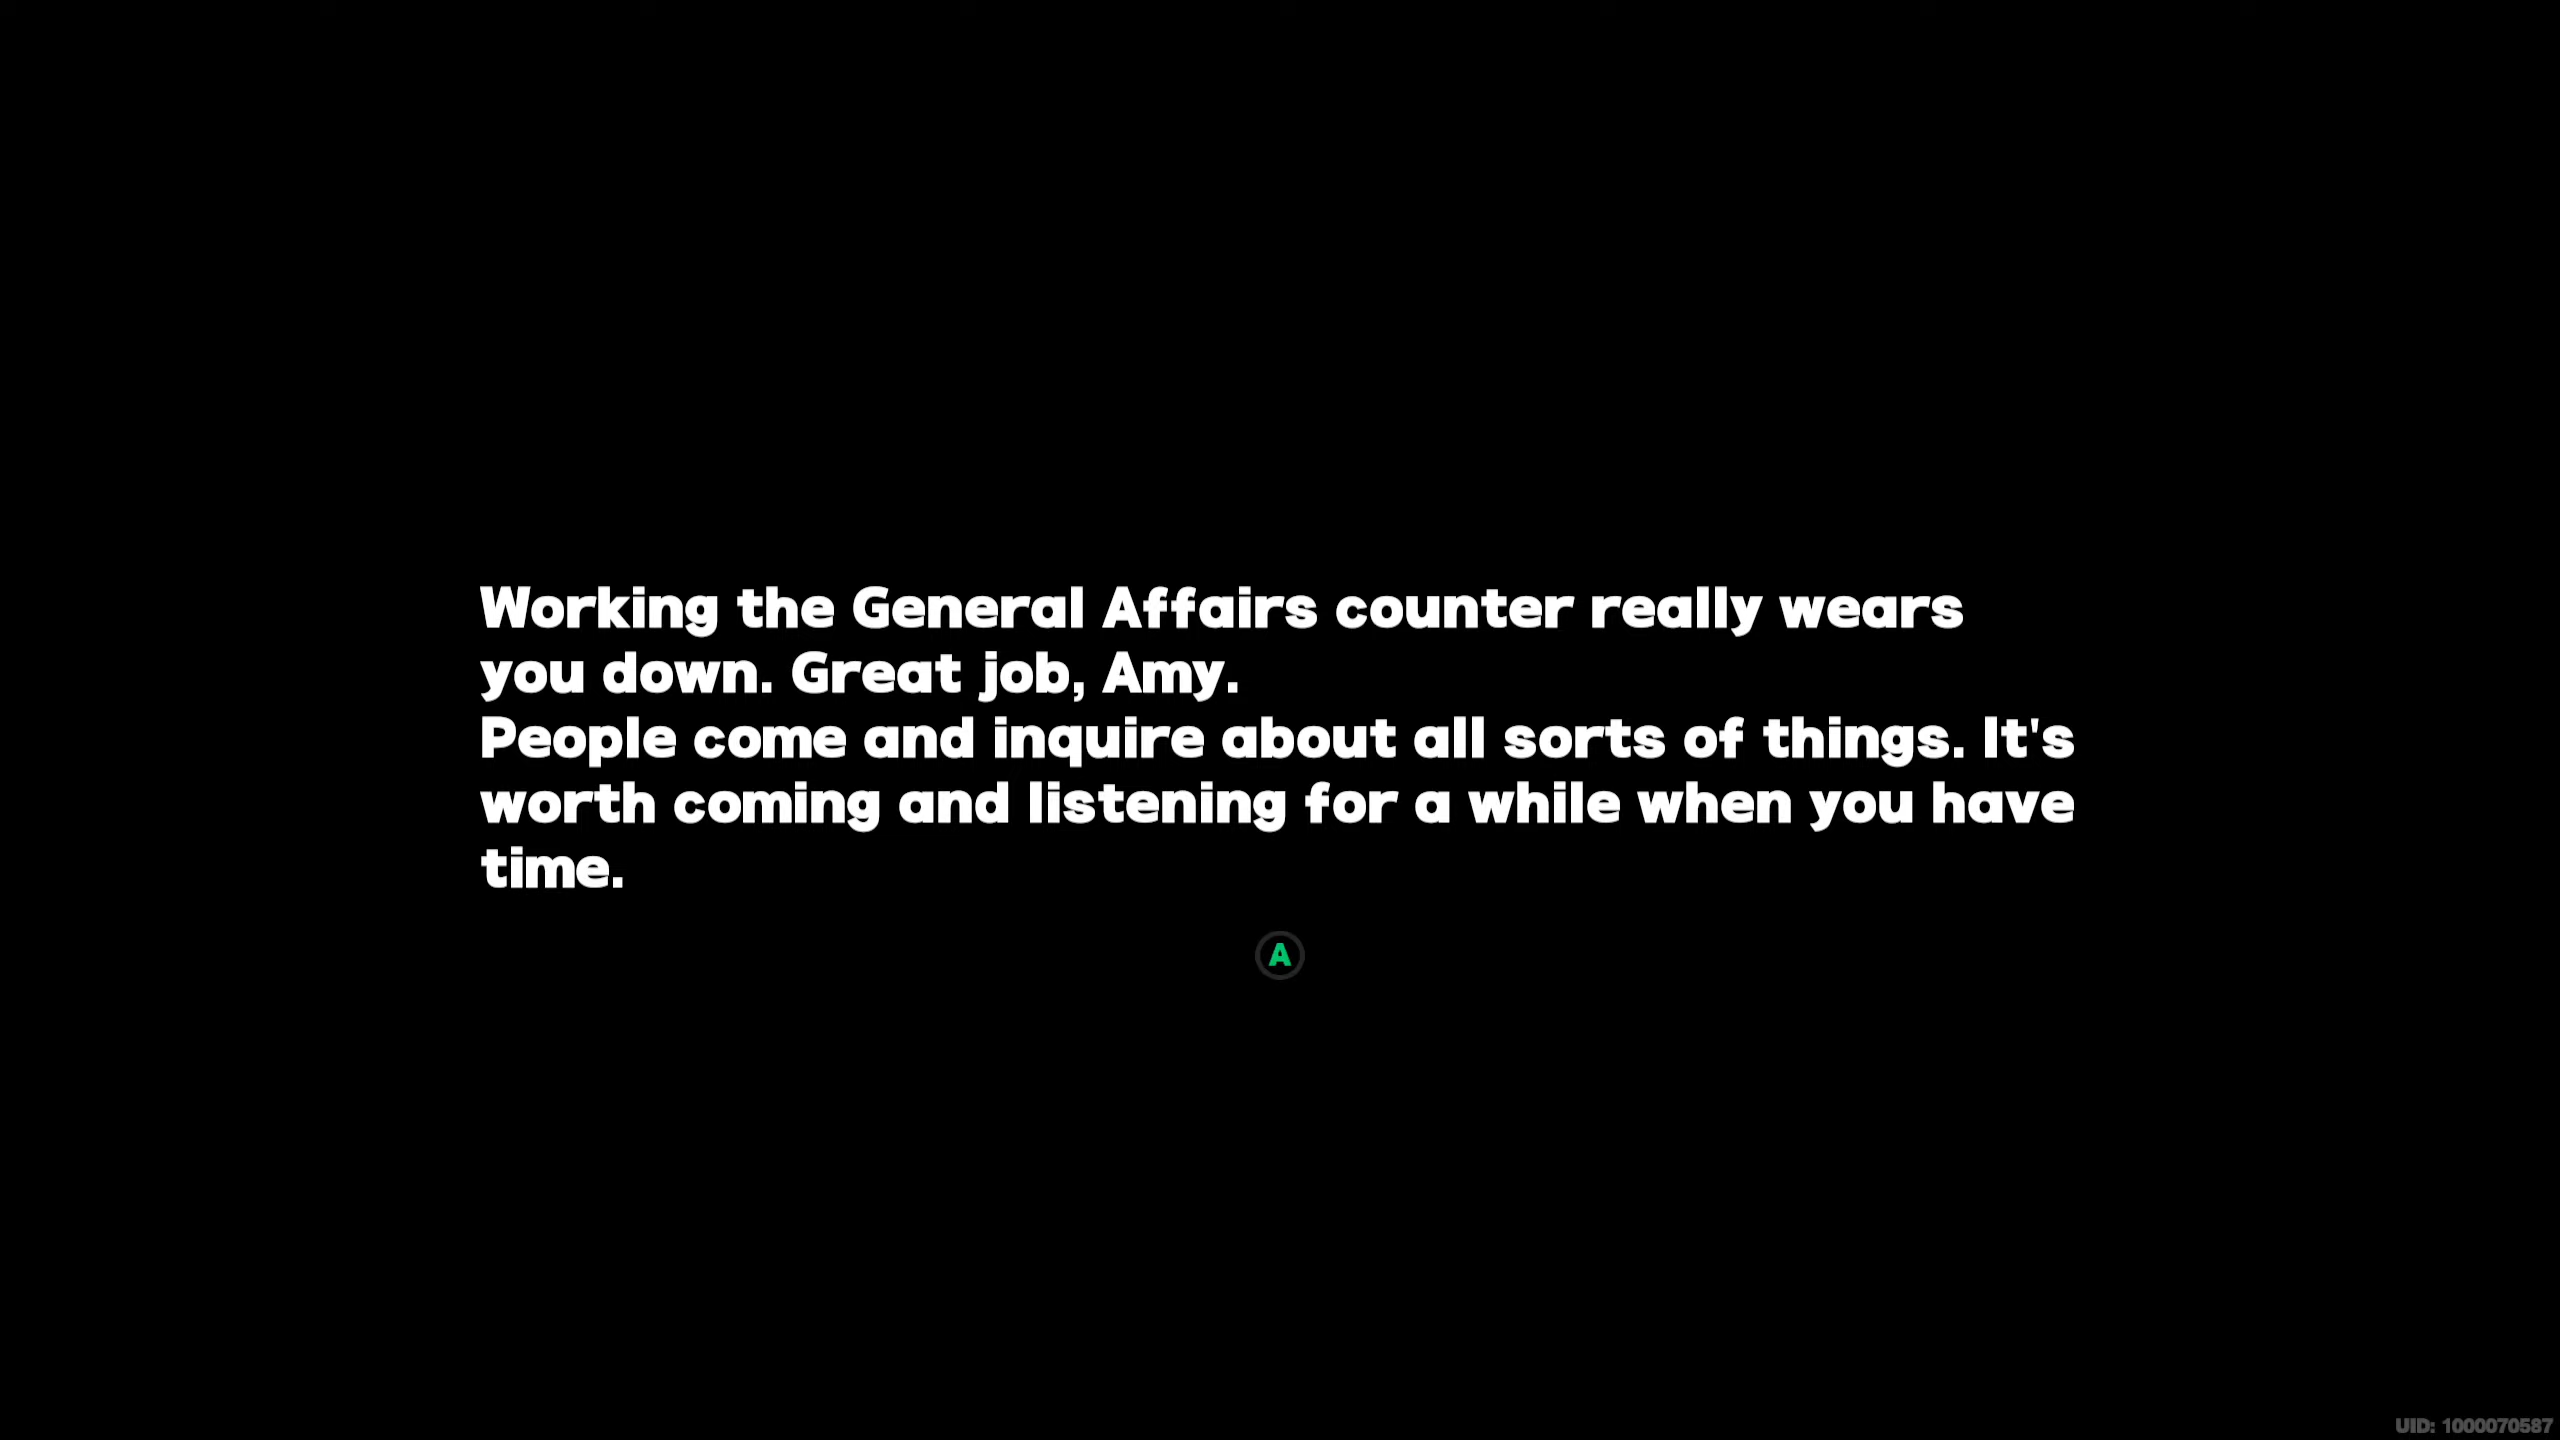 Working the General Affairs counter really wears
you down. Great job, Amy.
People come and inquire about all sorts of things. It's
worth coming and listening for a while when you have
time.
A
UID: 1000070587